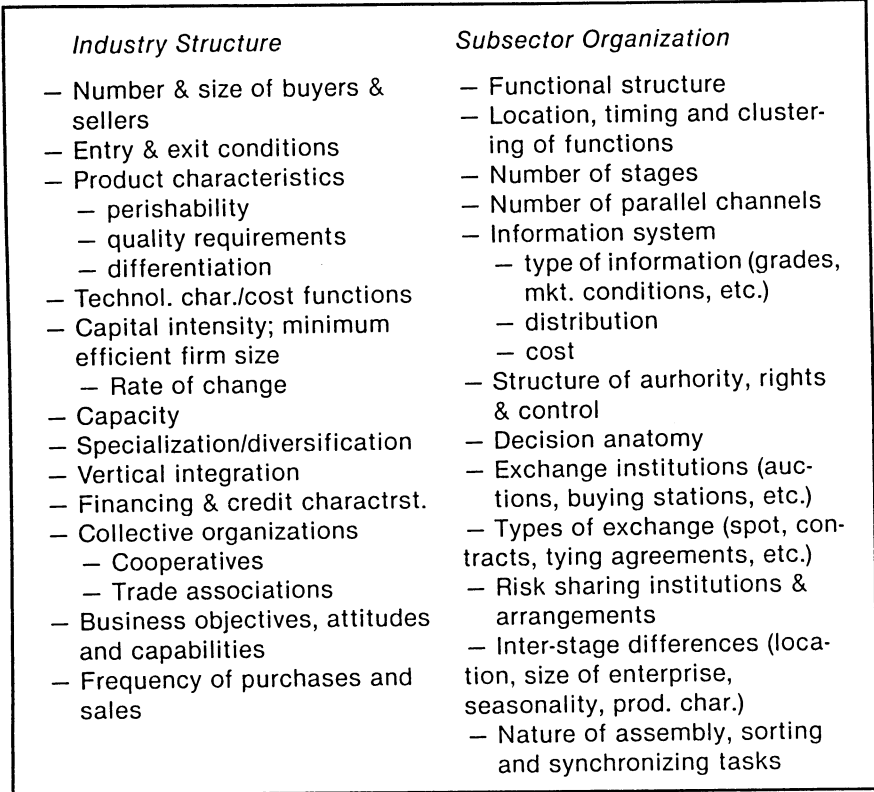 Industry Structure
— Number & size of buyers &
sellers
— Entry & exit conditions
— Product characteristics
— perishability
— quality requirements
— differentiation
— Technol. char./cost functions
— Capital intensity; minimum
efficient firm size
— Rate of change
— Capacity
— Specialization/diversification
— Vertical integration
— Financing & credit charactrst.
— Collective organizations
— Cooperatives
— Trade associations
— Business objectives, attitudes
and capabilities
— Frequency of purchases and
sales
Subsector Organization
— Functional structure
— Location, timing and cluster-
ing of functions
— Number of stages
— Number of parallel channels
— Information system
— type of information (grades,
mkt. conditions, etc.)
— distribution
— cost
— Structure of aurhority, rights
& control
— Decision anatomy
— Exchange institutions (auc-
tions, buying stations, etc.)
— Types of exchange (spot, con-
tracts, tying agreements, etc.)
— Risk sharing institutions &
arrangements
— Inter-stage differences (loca-
tion, size of enterprise,
seasonality, prod. char.)
— Nature of assembly, sorting
and synchronizing tasks